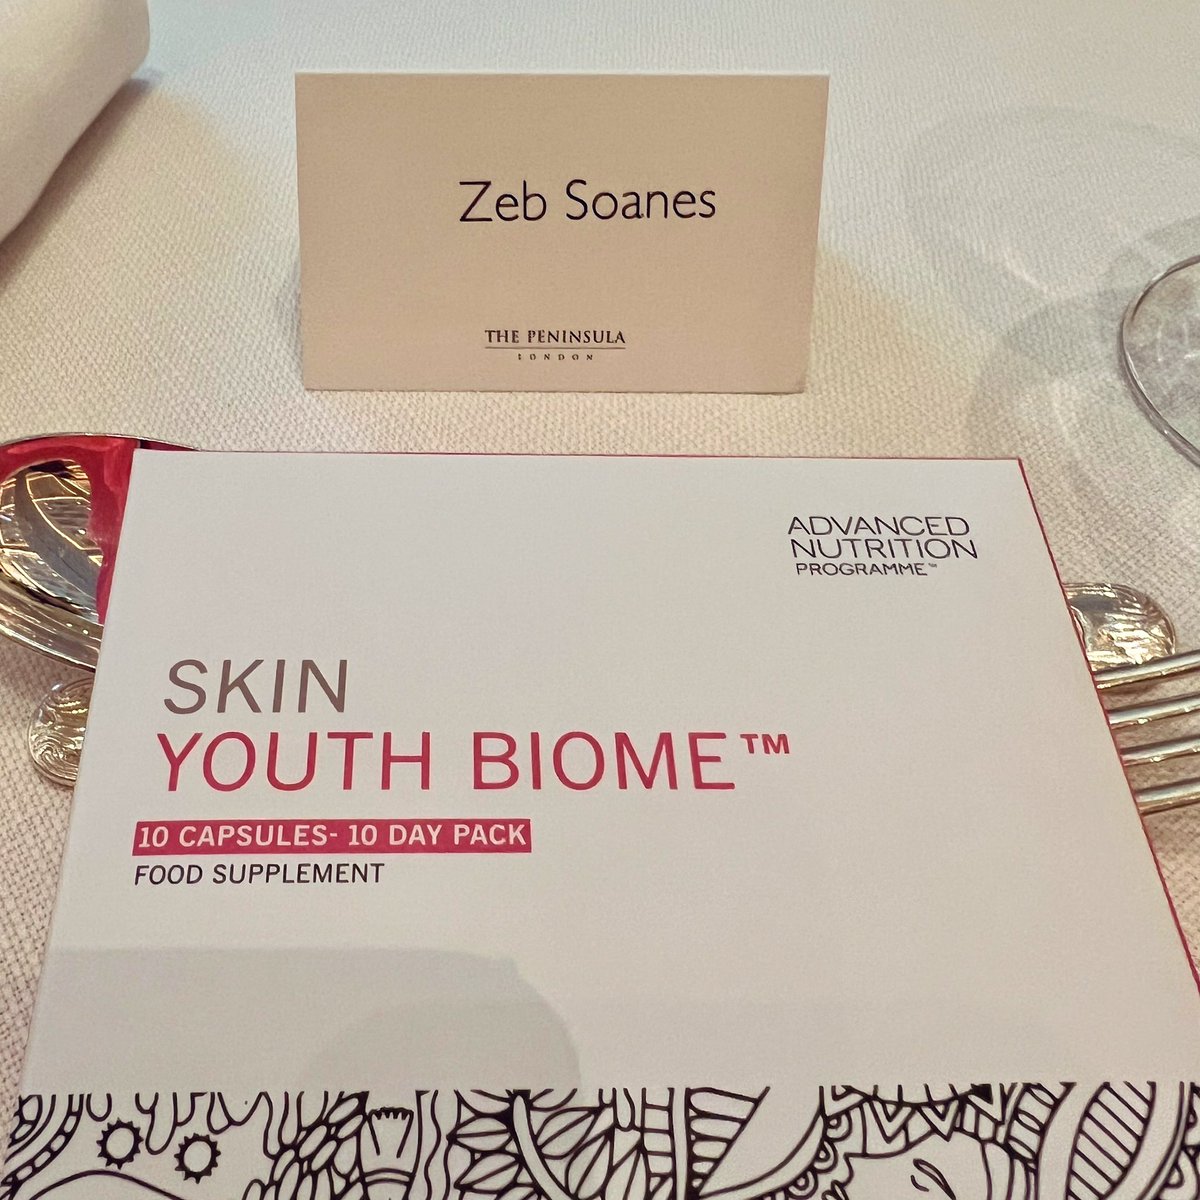 Zeb Soanes
THE PENINSULA
LONDON
ADVANCED
NUTRITION
PROGRAMME™
SKIN
YOUTH BIOME™
10 CAPSULES- 10 DAY PACK
FOOD SUPPLEMENT